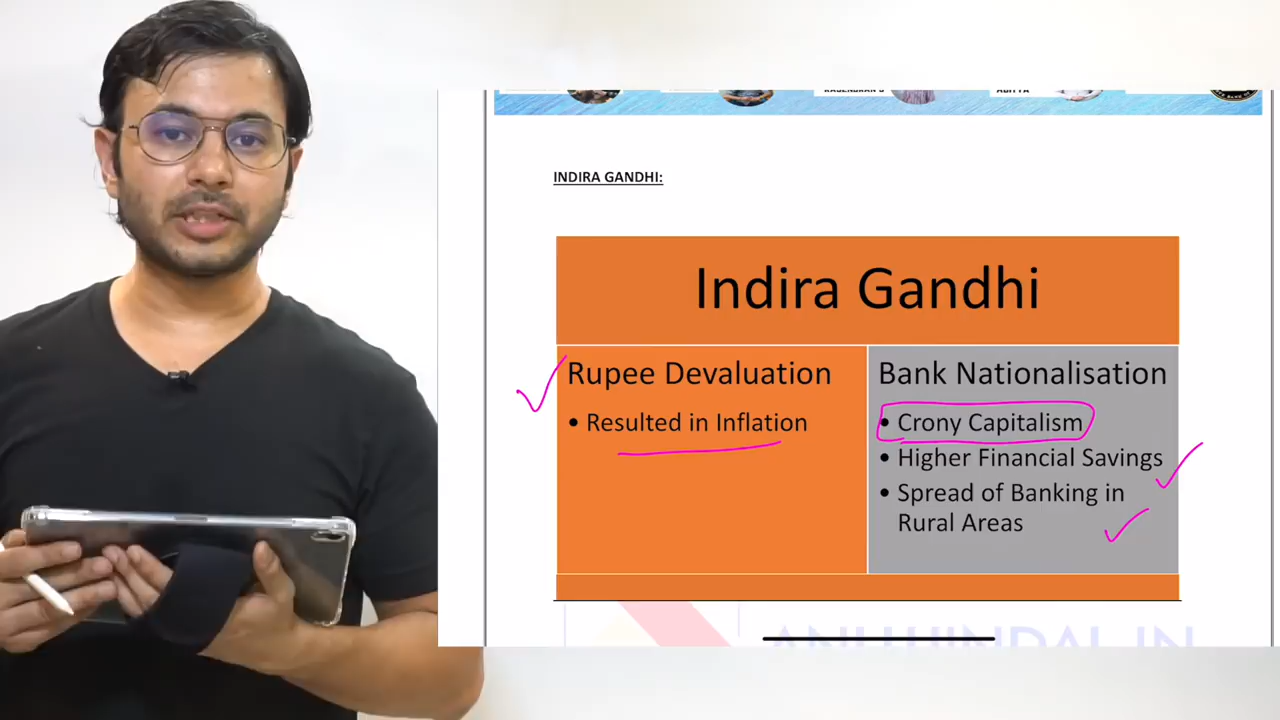 INDIRA GANDHI:
Indira Gandhi
Rupee Devaluation
• Resulted in Inflation
Bank Nationalisation
• Crony Capitalism
• Higher Financial Savings
• Spread of Banking in
Rural Areas